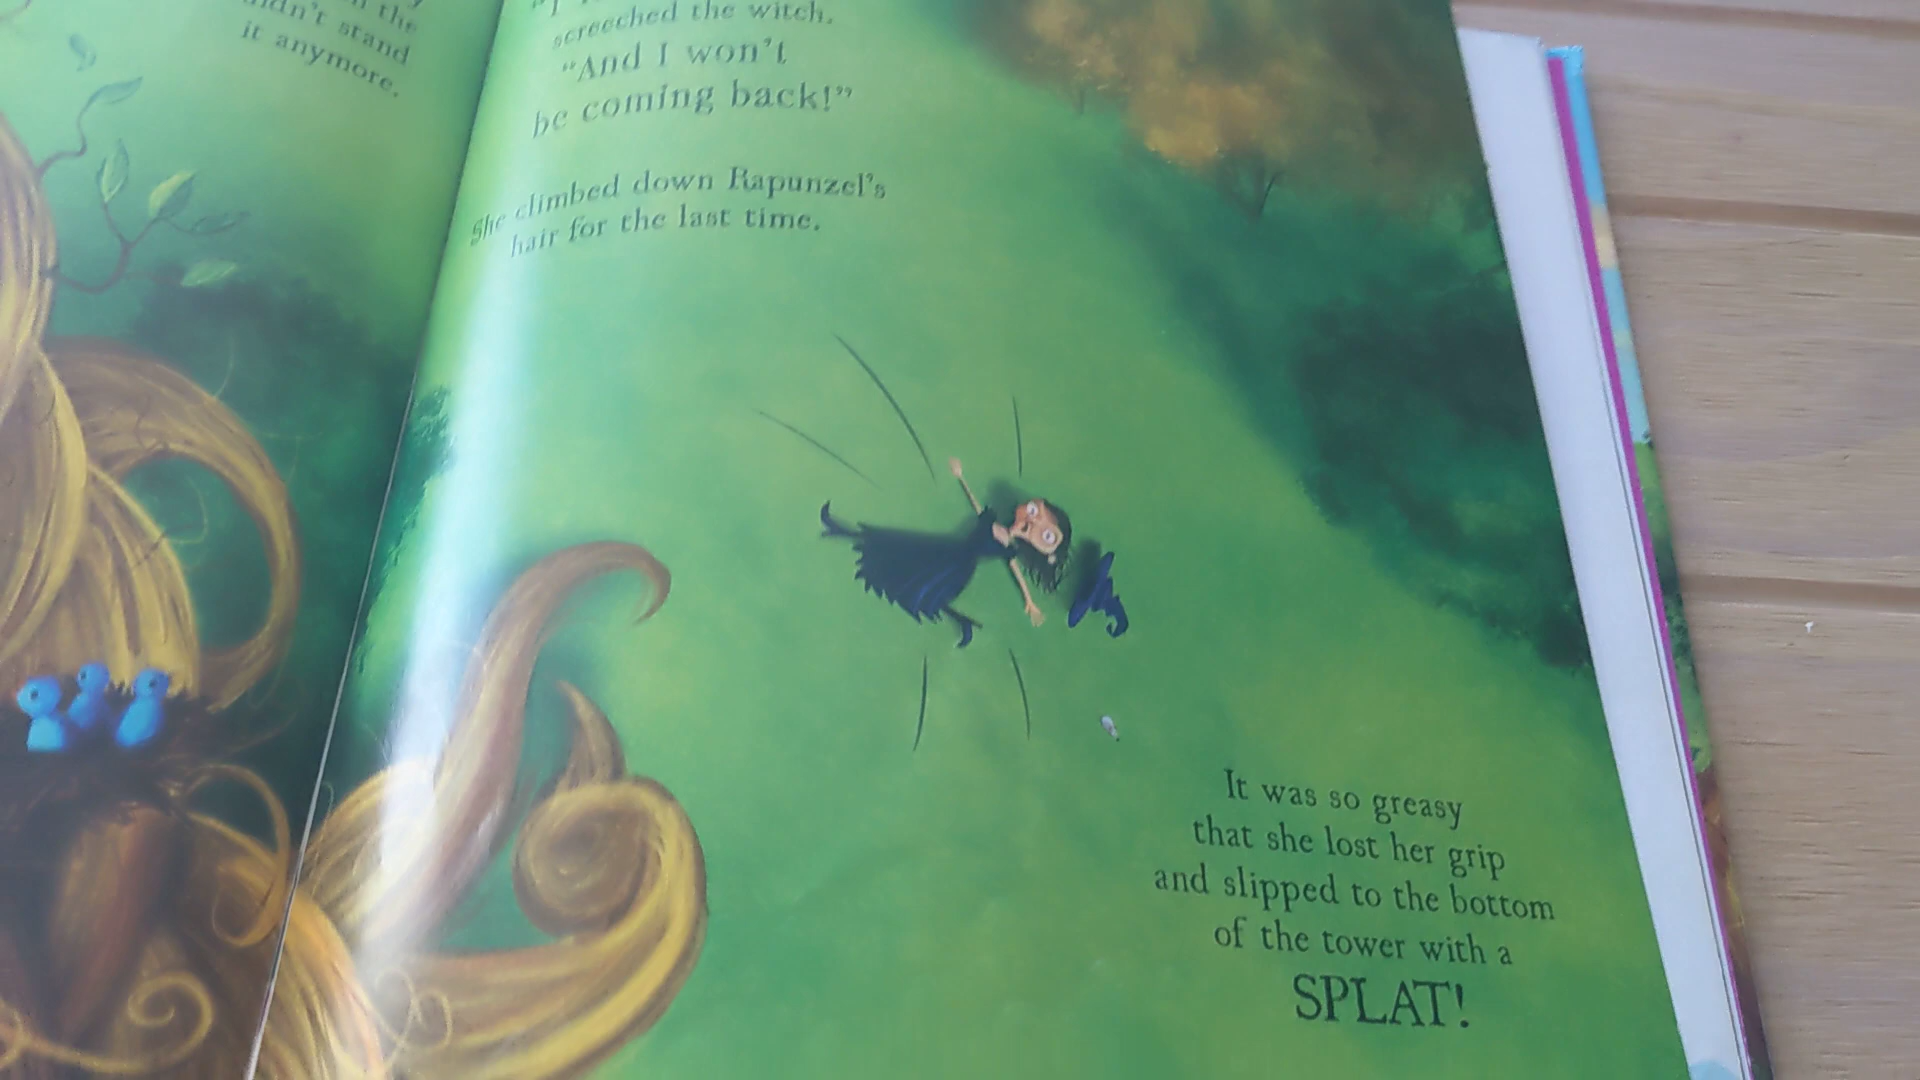 the
stand
it anymore.
screeched the witch.
"And I won't
be coming back!"
She climbed down Rapunzel's
hair for the last time.
It was so greasy
that she lost her grip
and slipped to the bottom
of the tower with a
SPLAT!